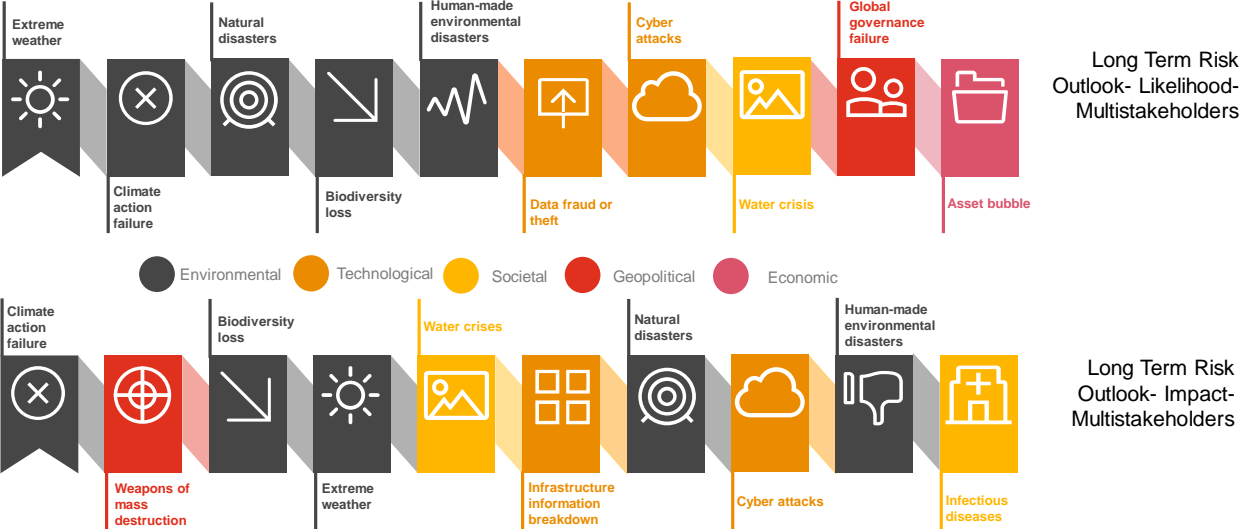 Extreme
weather
Natural
disasters
Human-made
environmental
disasters
Cyber
attacks
Global
governance
failure
Long Term Risk
Outlook- Likelihood-
Multistakeholders
Climate
action
failure
Biodiversity
loss
Data fraud or
theft
Water crisis
Asset bubble
Environmental
Technological
Societal
Geopolitical
Economic
Climate
action
failure
Biodiversity
loss
Water crises
Natural
disasters
Human-made
environmental
disasters
Long Term Risk
Outlook- Impact-
Multistakeholders
Weapons of
mass
destruction
Extreme
weather
Infrastructure
information
breakdown
Cyber attacks
Infectious
diseases